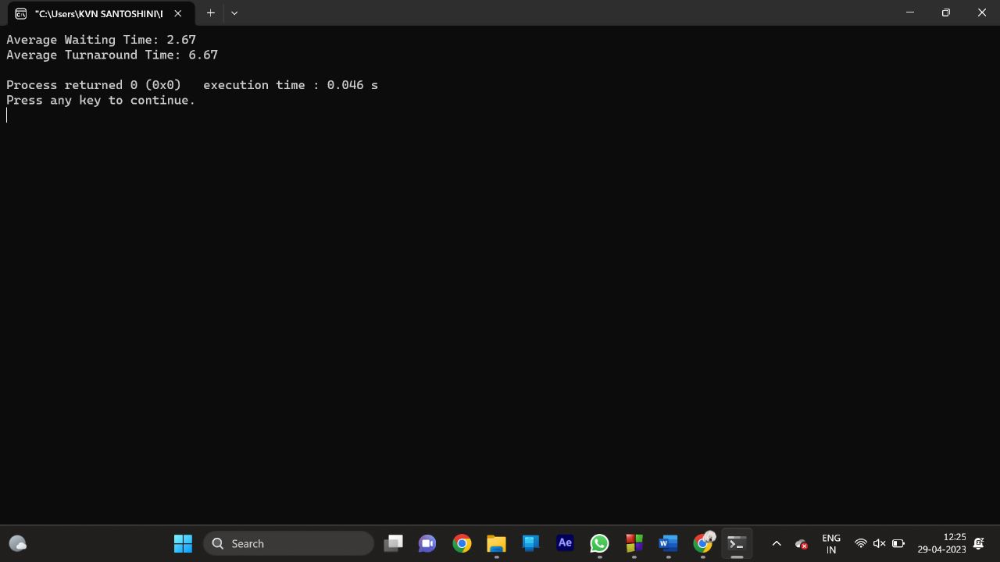 "C:\Users\KVN SANTOSHINI\I
Average Waiting Time: 2.67
Average Turnaround Time: 6.67
Process returned 0 (0x0)   execution time : 0.046 s
Press any key to continue.
Search
Ae
W
ENG
IN
12:25
29-04-2023